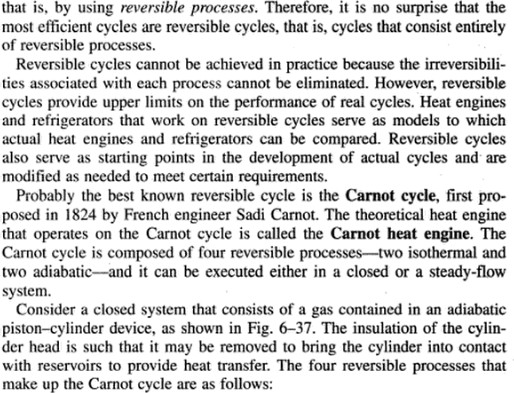 that is, by using reversible processes. Therefore, it is no surprise that the
most efficient cycles are reversible cycles, that is, cycles that consist entirely
of reversible processes.
Reversible cycles cannot be achieved in practice because the irreversibili-
ties associated with each process cannot be eliminated. However, reversible
cycles provide upper limits on the performance of real cycles. Heat engines
and refrigerators that work on reversible cycles serve as models to which
actual heat engines and refrigerators can be compared. Reversible cycles
also serve as starting points in the development of actual cycles and are
modified as needed to meet certain requirements.
Probably the best known reversible cycle is the Carnot cycle, first pro-
posed in 1824 by French engineer Sadi Carnot. The theoretical heat engine
that operates on the Carnot cycle is called the Carnot heat engine. The
Carnot cycle is composed of four reversible processes—two isothermal and
two adiabatic—and it can be executed either in a closed or a steady-flow
system.
Consider a closed system that consists of a gas contained in an adiabatic
piston–cylinder device, as shown in Fig. 6–37. The insulation of the cylin-
der head is such that it may be removed to bring the cylinder into contact
with reservoirs to provide heat transfer. The four reversible processes that
make up the Carnot cycle are as follows: